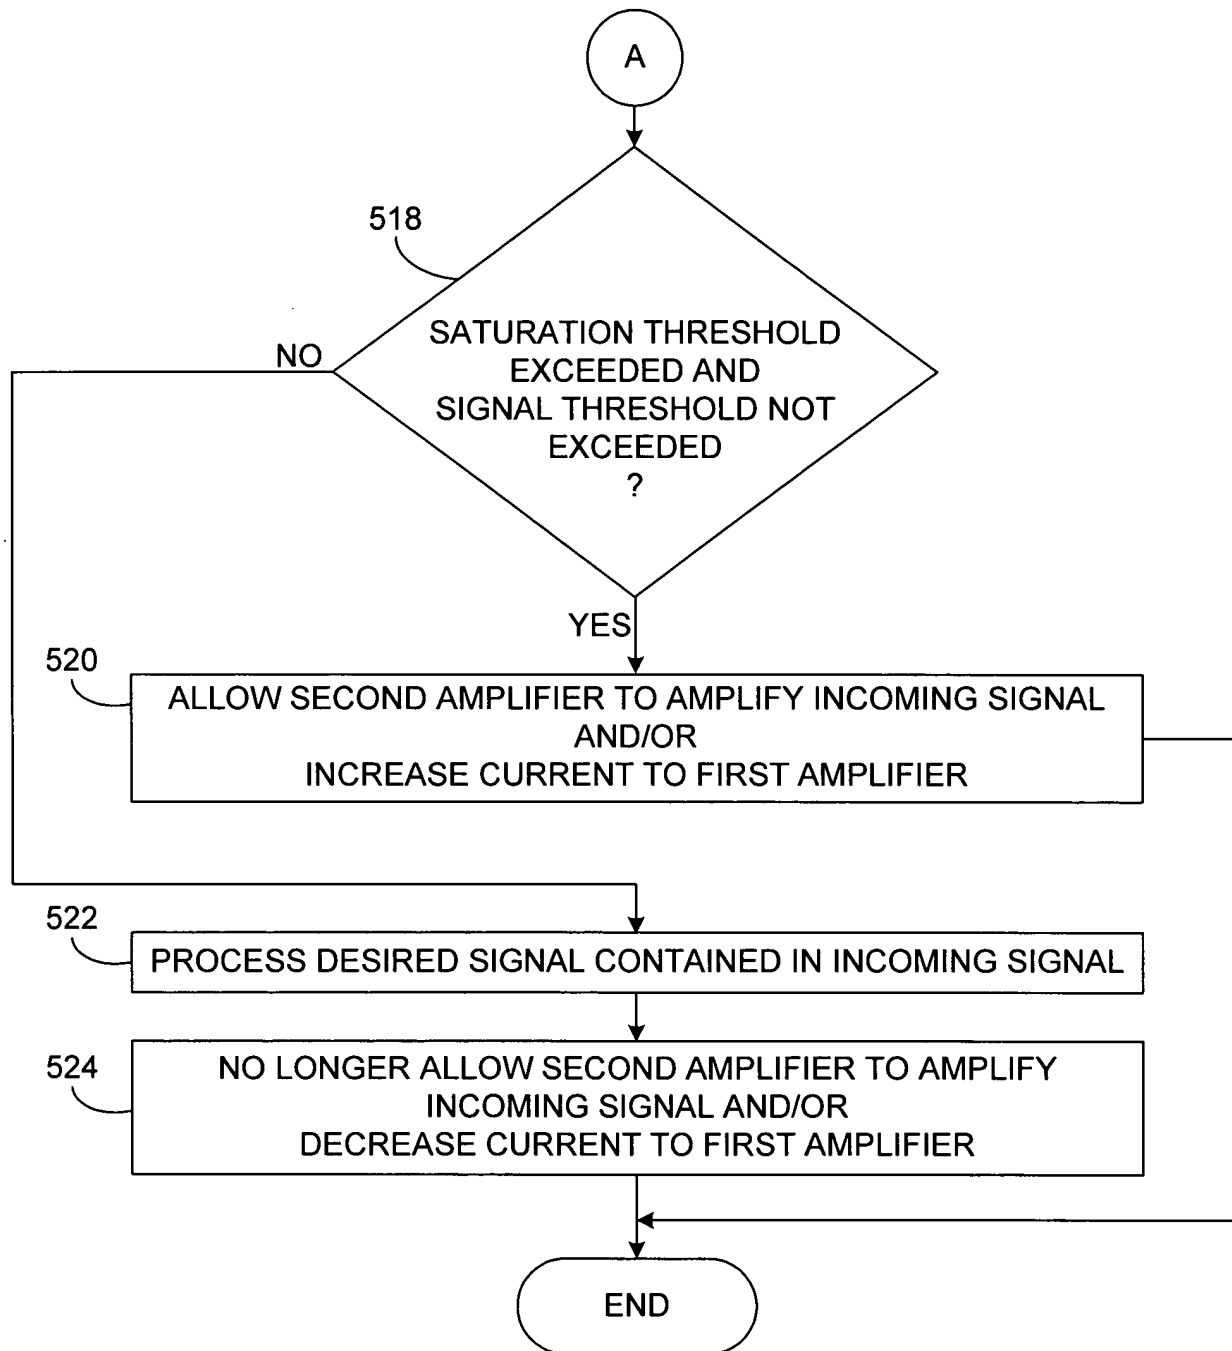 A
518
NO
SATURATION THRESHOLD
EXCEEDED AND
SIGNAL THRESHOLD NOT
EXCEEDED
?
YES
520
ALLOW SECOND AMPLIFIER TO AMPLIFY INCOMING SIGNAL
AND/OR
INCREASE CURRENT TO FIRST AMPLIFIER
522
PROCESS DESIRED SIGNAL CONTAINED IN INCOMING SIGNAL
524
NO LONGER ALLOW SECOND AMPLIFIER TO AMPLIFY
INCOMING SIGNAL AND/OR
DECREASE CURRENT TO FIRST AMPLIFIER
END